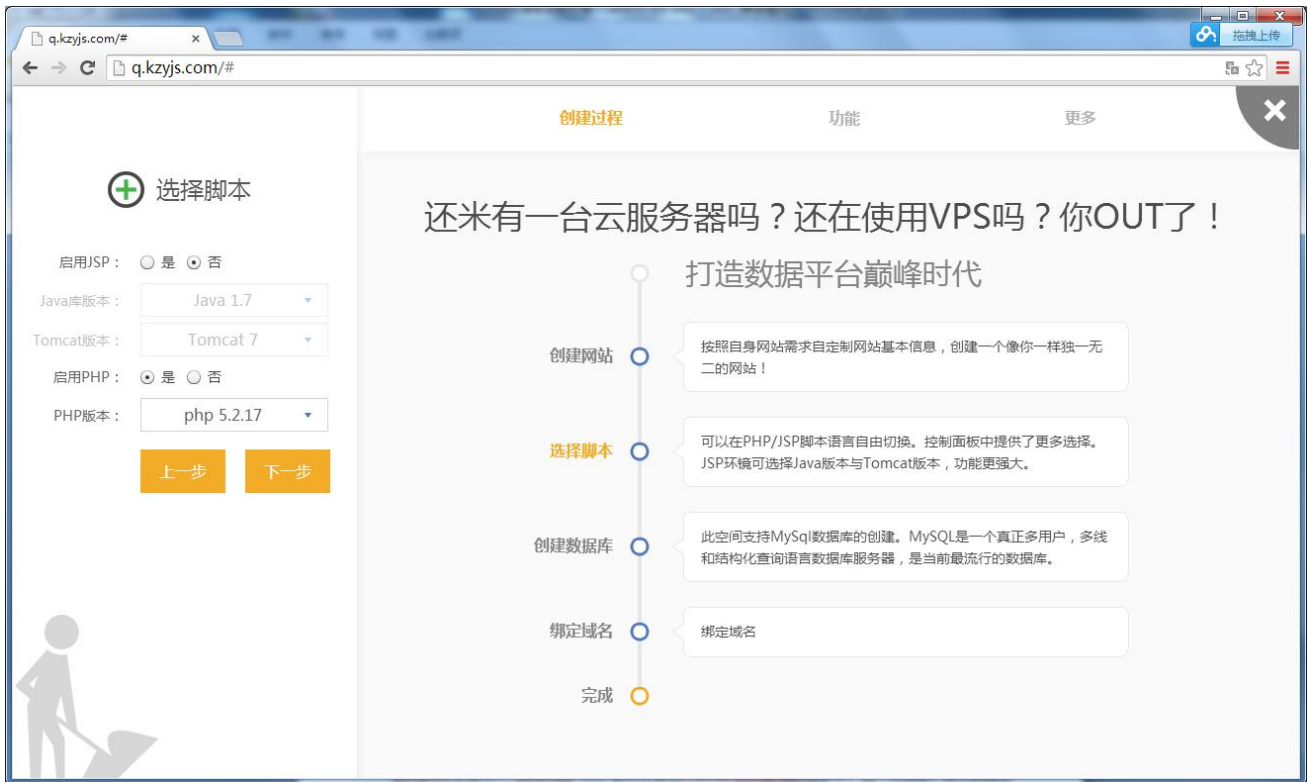 q.kzyjs.com/#
拖拽上传
q.kzyjs.com/#
创建过程
功能
更多
选择脚本
启用JSP： 是 否
Java库版本： Java 1.7
Tomcat版本： Tomcat 7
启用PHP： 是 否
PHP版本： php 5.2.17
上一步 下一步
还米有一台云服务器吗？还在使用VPS吗？你OUT了！
打造数据平台巅峰时代
创建网站
按照自身网站需求自定制网站基本信息，创建一个像你一样独一无
二的网站！
选择脚本
可以在PHP/JSP脚本语言自由切换。控制面板中提供了更多选择。
JSP环镜可选择Java版本与Tomcat版本，功能更强大。
创建数据库
此空间支持MySql数据库的创建。MySQL是一个真正多用户，多线
和结构化查询语言数据库服务器，是当前最流行的数据库。
绑定域名
绑定域名
完成